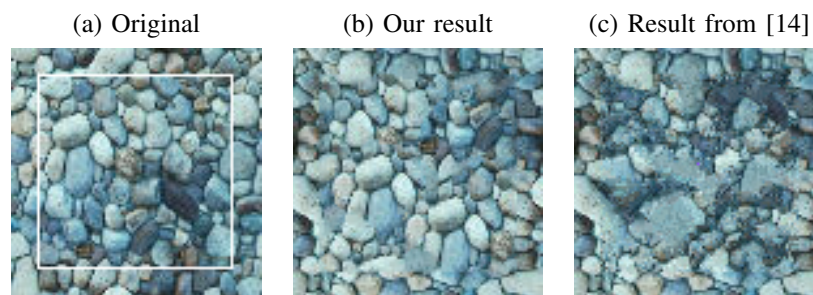 (a) Original
(b) Our result
(c) Result from [14]